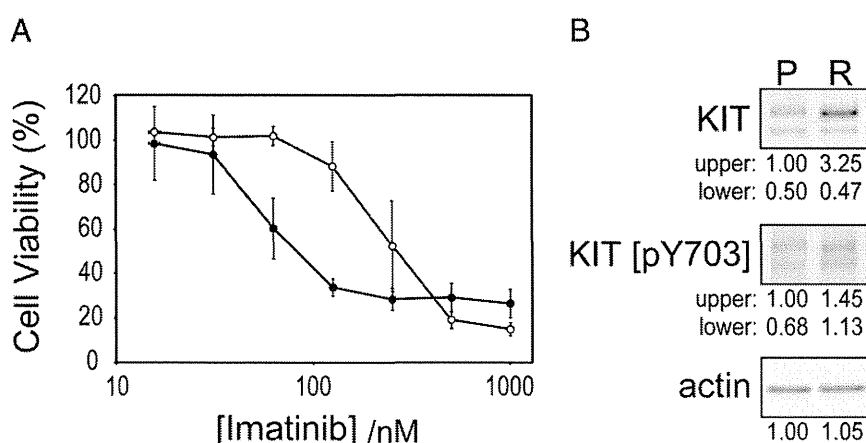 A
Cell Viability (%)
120
100
80
60
40
20
0
10
100
1000
[Imatinib] /nM
B
P R
KIT
upper: 1.00 3.25
lower: 0.50 0.47
KIT [pY703]
upper: 1.00 1.45
lower: 0.68 1.13
actin
1.00 1.05